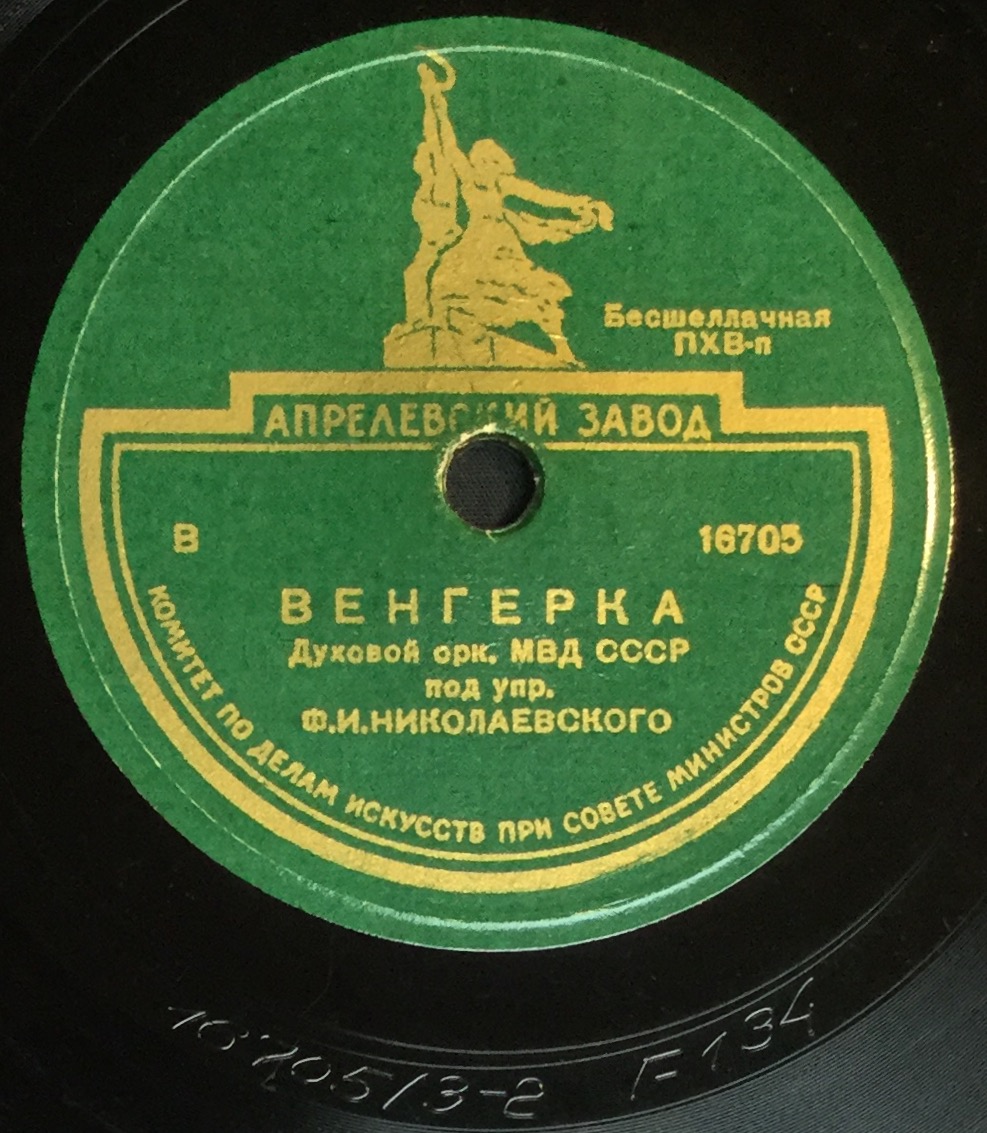 Бесшеллачная
ПХВ-п
АПРЕЛЕВСКИЙ ЗАВОД
В 16705
ВЕНГЕРКА
Духовой орк. МВД СССР
под упр.
Ф.И.НИКОЛАЕВСКОГО
КОМИТЕТ ПО ДЕЛАМ ИСКУССТВ ПРИ СОВЕТЕ МИНИСТРОВ СССР
16705/3-2 F134